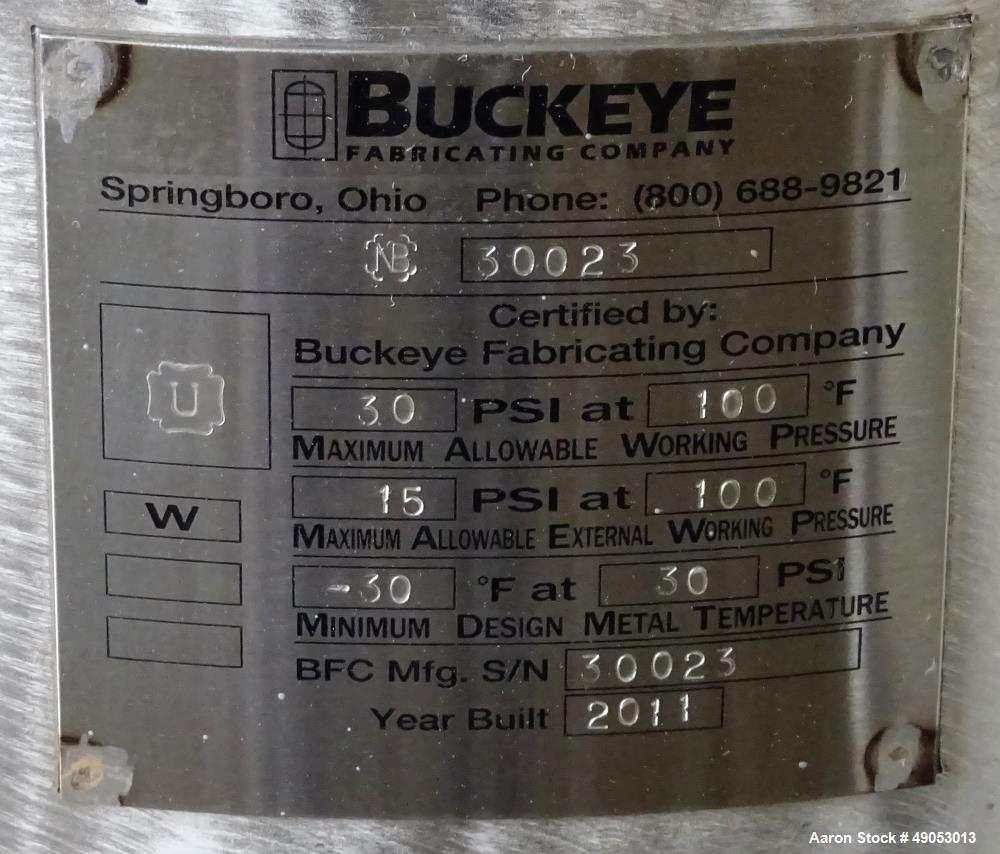 BUCKEYE
FABRICATING COMPANY
Springboro, Ohio Phone: (800) 688-9821
NB 30023
Certified by:
Buckeye Fabricating Company
U
30 PSI at 100 °F
MAXIMUM ALLOWABLE WORKING PRESSURE
15 PSI at 100 °F
W
MAXIMUM ALLOWABLE EXTERNAL WORKING PRESSURE
-30 °F at 30 PSI
MINIMUM DESIGN METAL TEMPERATURE
BFC Mfg. S/N 30023
Year Built 2011
Aaron Stock # 49053013